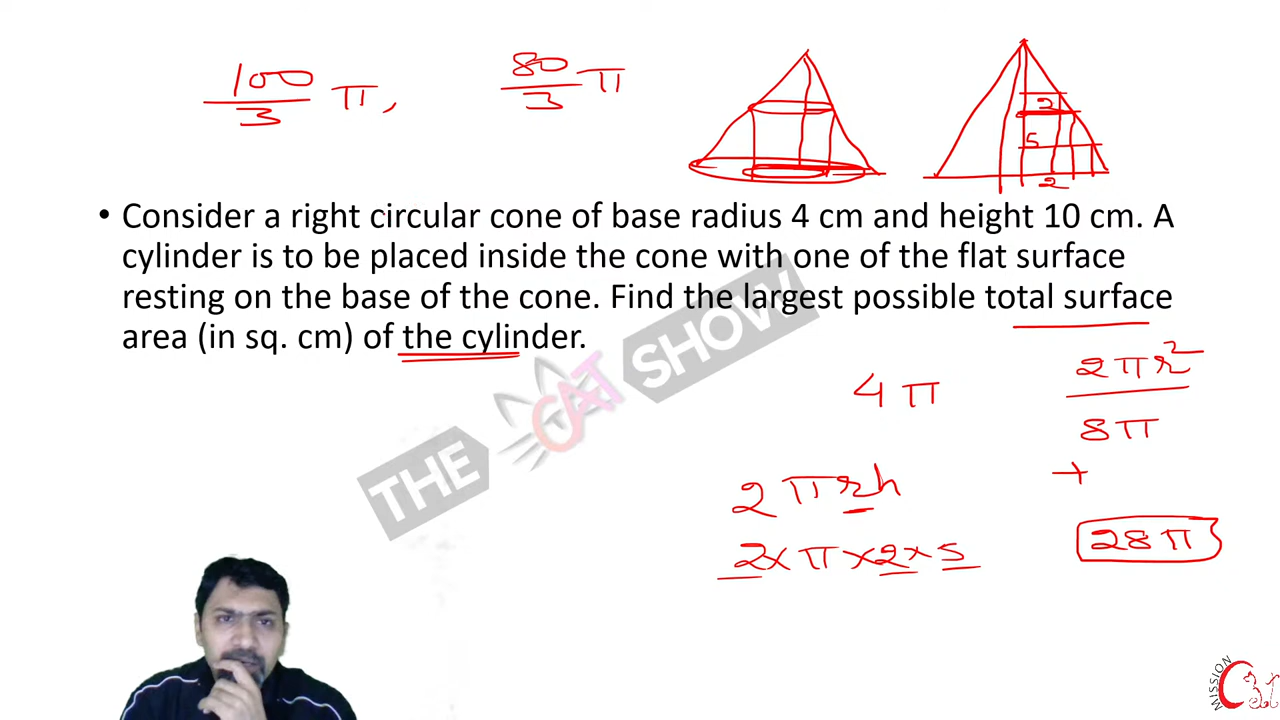 100/3 π, 80/3 π
2
5
2
• Consider a right circular cone of base radius 4 cm and height 10 cm. A
cylinder is to be placed inside the cone with one of the flat surface
resting on the base of the cone. Find the largest possible total surface
area (in sq. cm) of the cylinder.
THE CAT SHOW
4π
2πr²
8π
+
28π
2πrh
2×π×2×5
MISSION
Cat